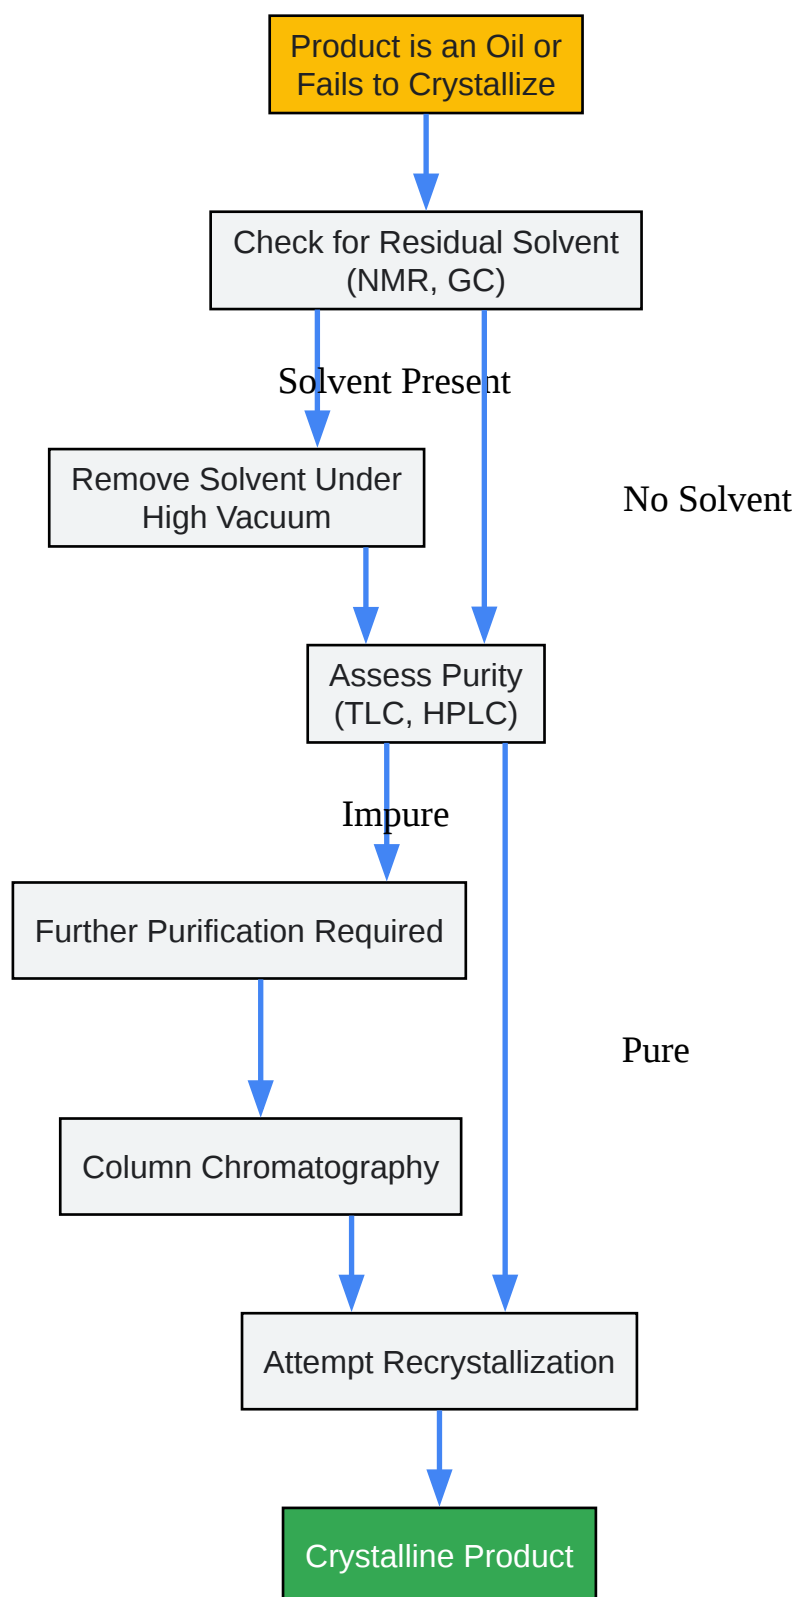 Product is an Oil or
Fails to Crystallize
Check for Residual Solvent
(NMR, GC)
Solvent Present
Remove Solvent Under
High Vacuum
No Solvent
Assess Purity
(TLC, HPLC)
Impure
Further Purification Required
Pure
Column Chromatography
Attempt Recrystallization
Crystalline Product